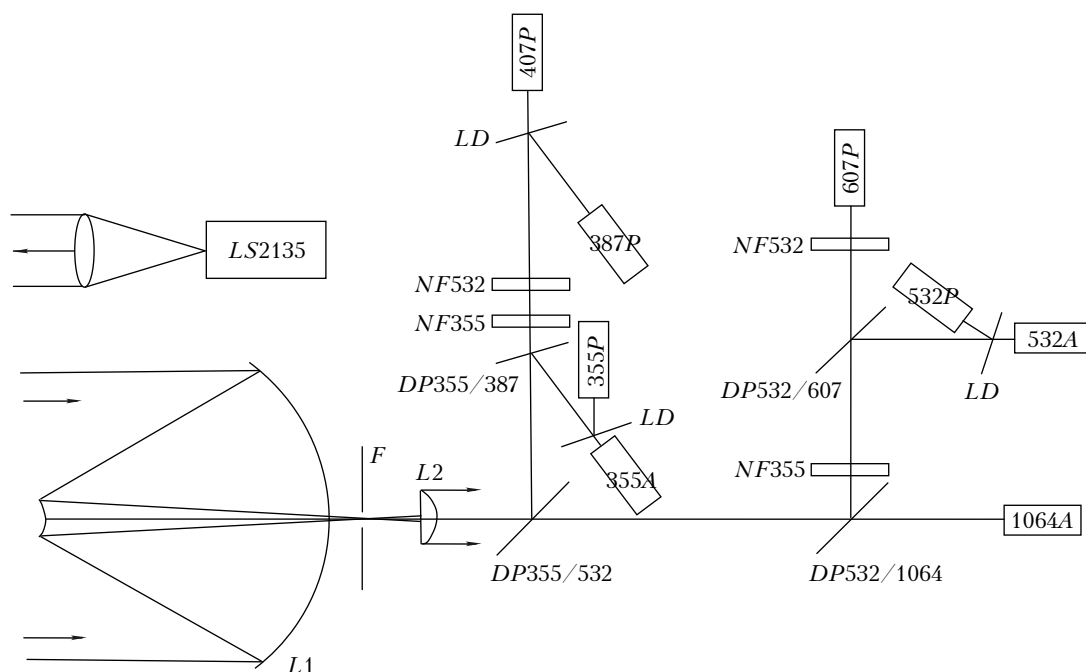 407P
LD
607P
387P
LS2135
NF532
NF532
532P
NF355
355P
532A
DP355/387
DP532/607
LD
LD
F
L2
355A
NF355
1064A
DP355/532
DP532/1064
L1